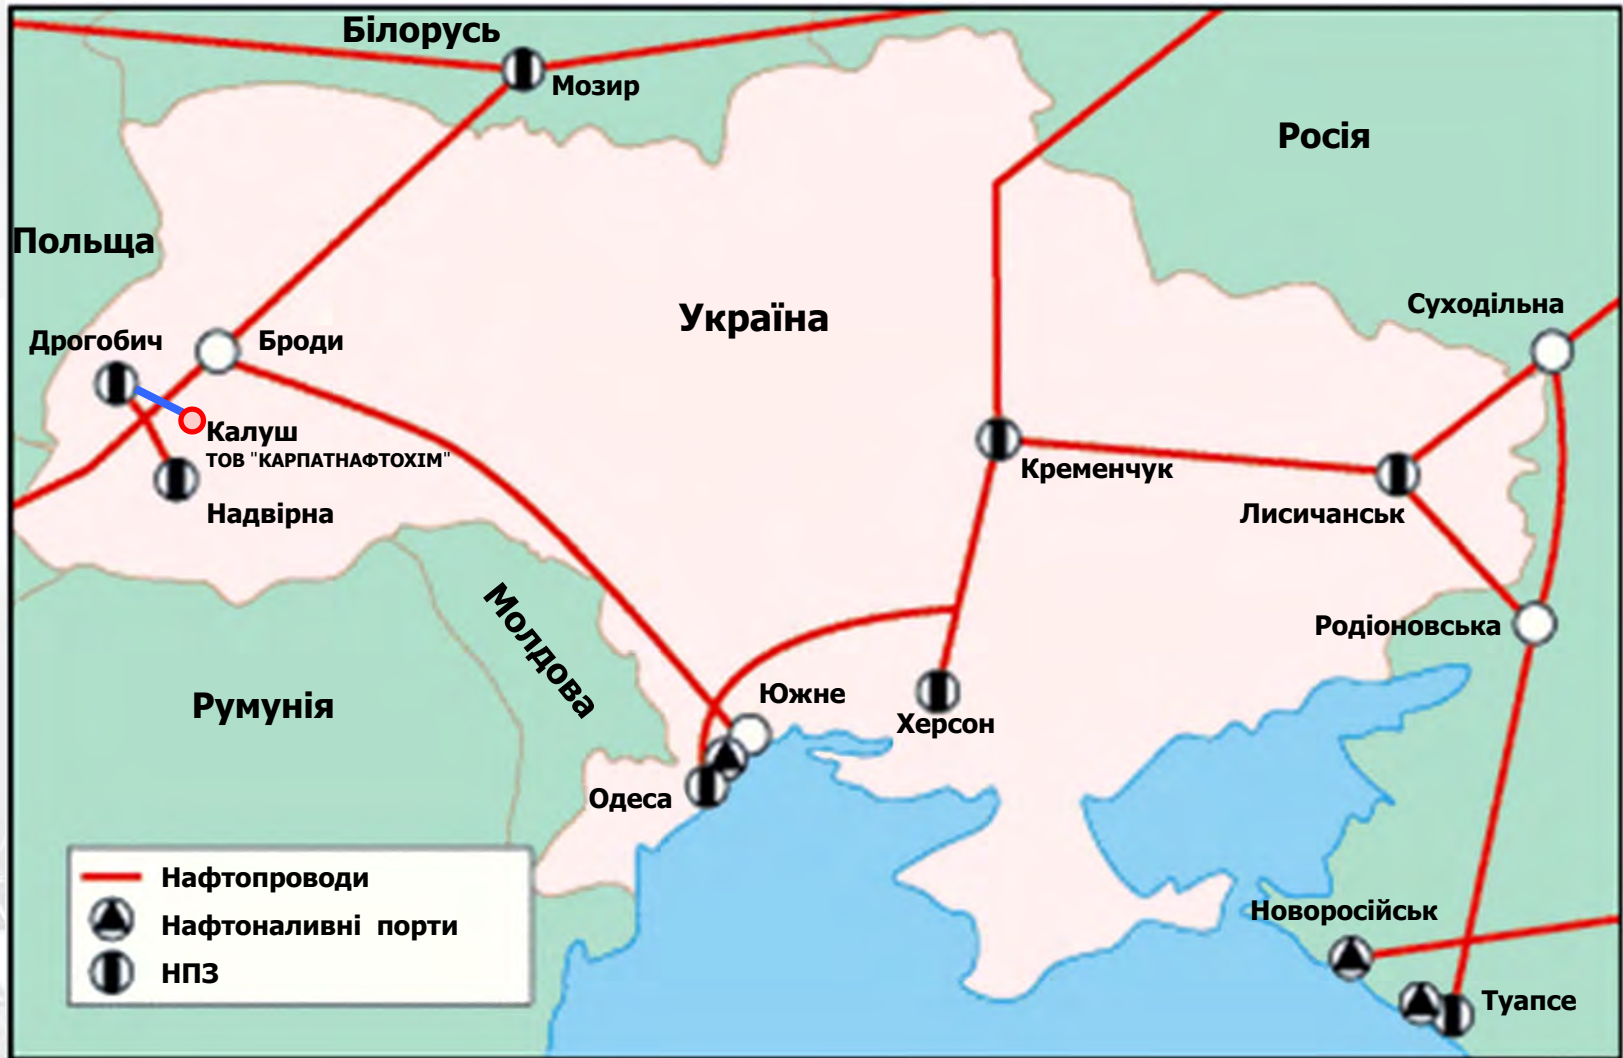 Білорусь
Мозир
Росія
Польща
Україна
Суходільна
Дрогобич
Броди
Калуш
ТОВ "КАРПАТНАФТОХІМ"
Надвірна
Кременчук
Лисичанськ
Молдова
Родіоновська
Румунія
Южне
Херсон
Одеса
Нафтопроводи
Нафтоналивні порти
НПЗ
Новоросійськ
Туапсе